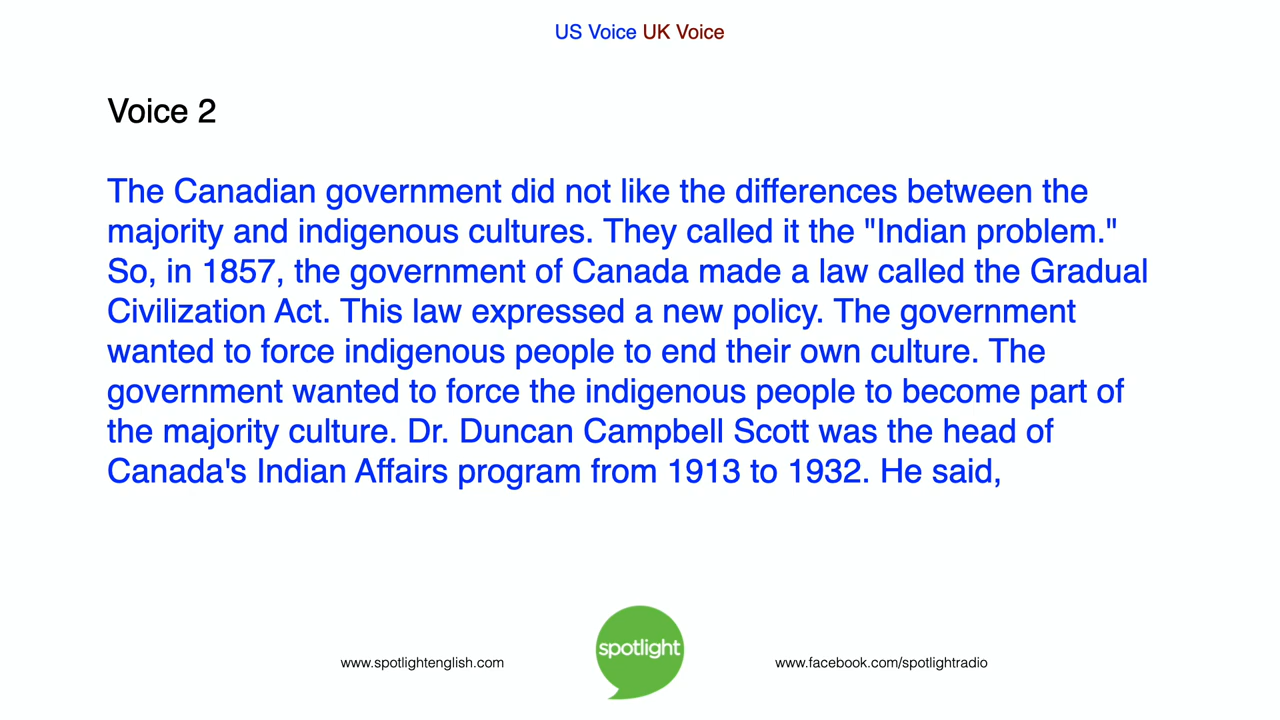 US Voice UK Voice
Voice 2
The Canadian government did not like the differences between the
majority and indigenous cultures. They called it the "Indian problem."
So, in 1857, the government of Canada made a law called the Gradual
Civilization Act. This law expressed a new policy. The government
wanted to force indigenous people to end their own culture. The
government wanted to force the indigenous people to become part of
the majority culture. Dr. Duncan Campbell Scott was the head of
Canada's Indian Affairs program from 1913 to 1932. He said,
www.spotlightenglish.com
spotlight
www.facebook.com/spotlightradio